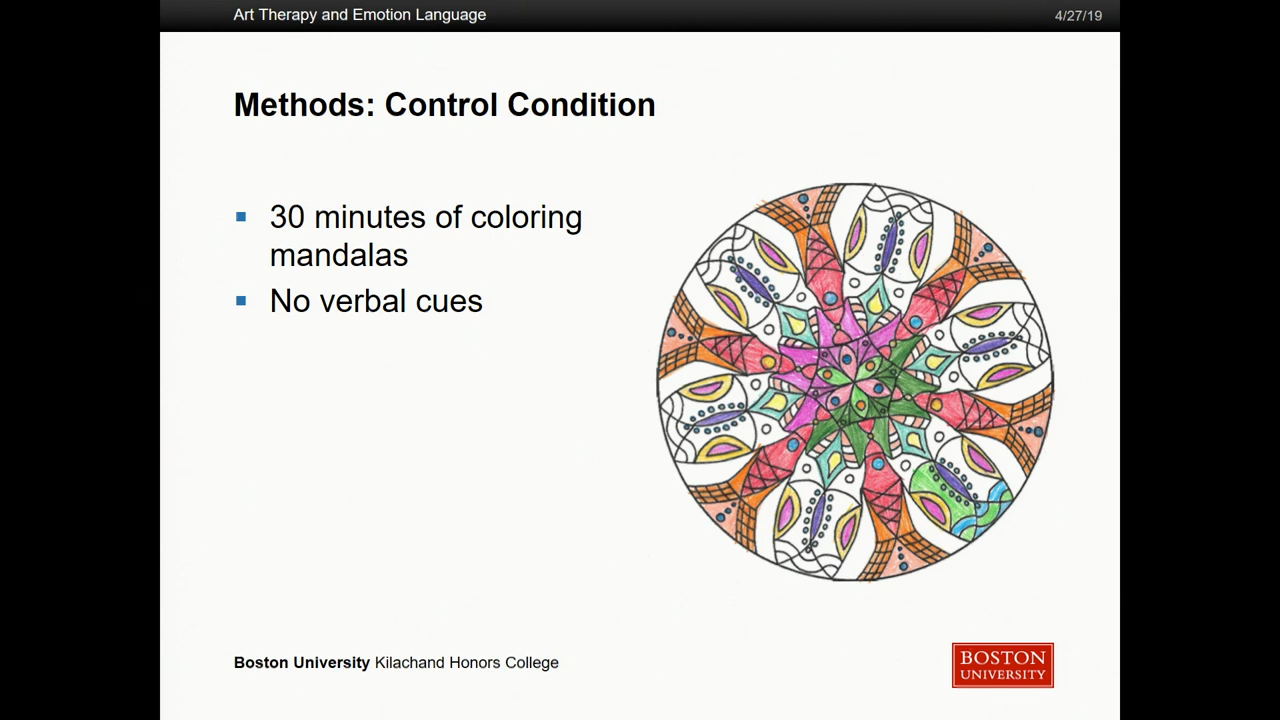 Art Therapy and Emotion Language
4/27/19
Methods: Control Condition
30 minutes of coloring
mandalas
No verbal cues
Boston University Kilachand Honors College
BOSTON
UNIVERSITY